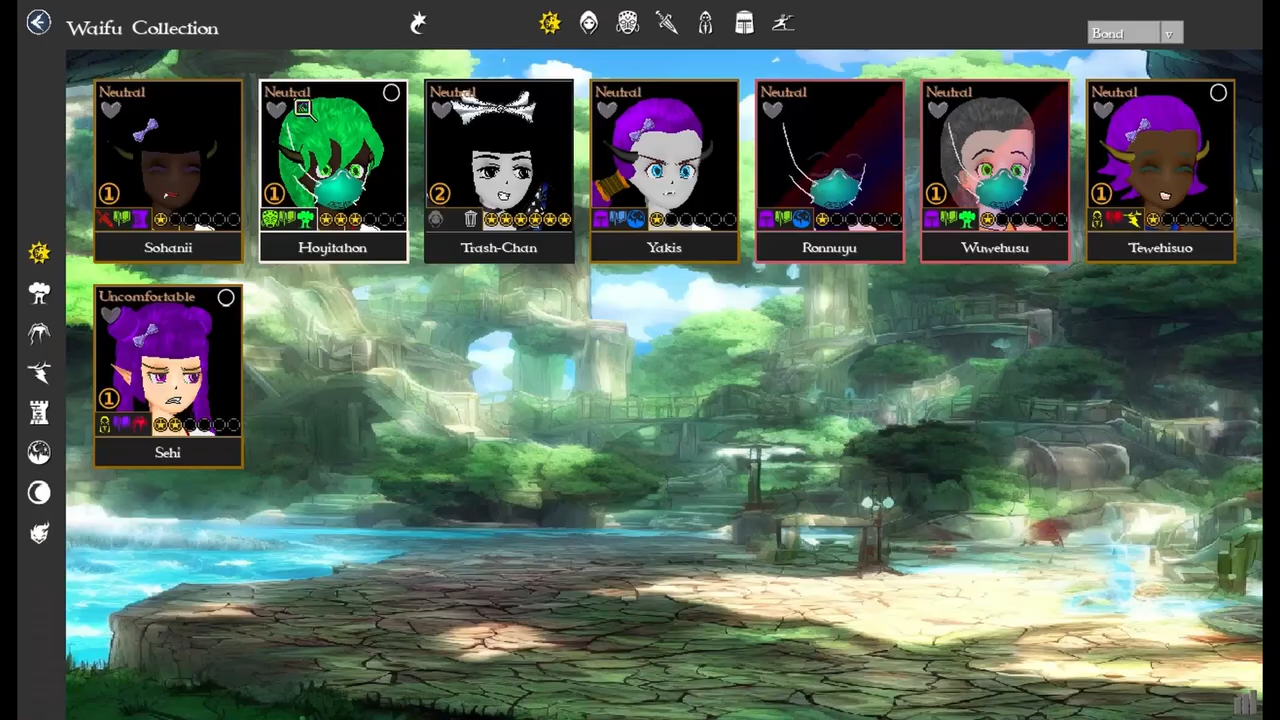 Waifu Collection
Bond v
Neutral Neutral Neutral Neutral Neutral Neutral Neutral
1 1 2 1 1 1
Sohanii Hoyitahon Trash-Chan Yakis Ronnuyu Wuwehusu Tewehisuo
Uncomfortable
1
Sehi